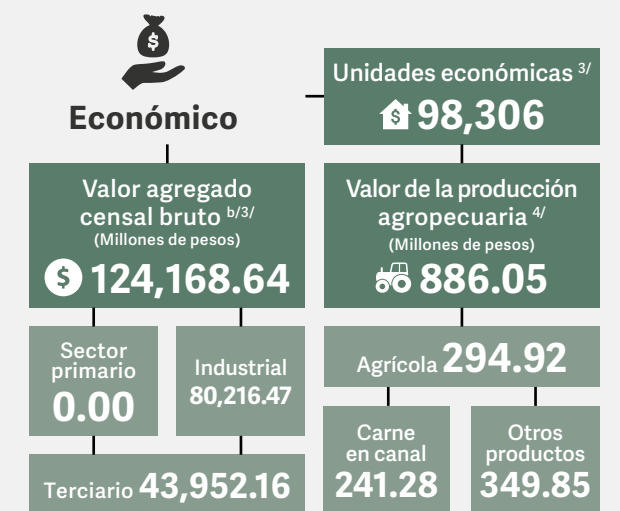 $
Económico
Unidades económicas 3/
$ 98,306
Valor agregado
censal bruto b/3/
(Millones de pesos)
$ 124,168.64
Valor de la producción
agropecuaria 4/
(Millones de pesos)
886.05
Sector
primario
0.00
Industrial
80,216.47
Terciario 43,952.16
Agrícola 294.92
Carne
en canal
241.28
Otros
productos
349.85